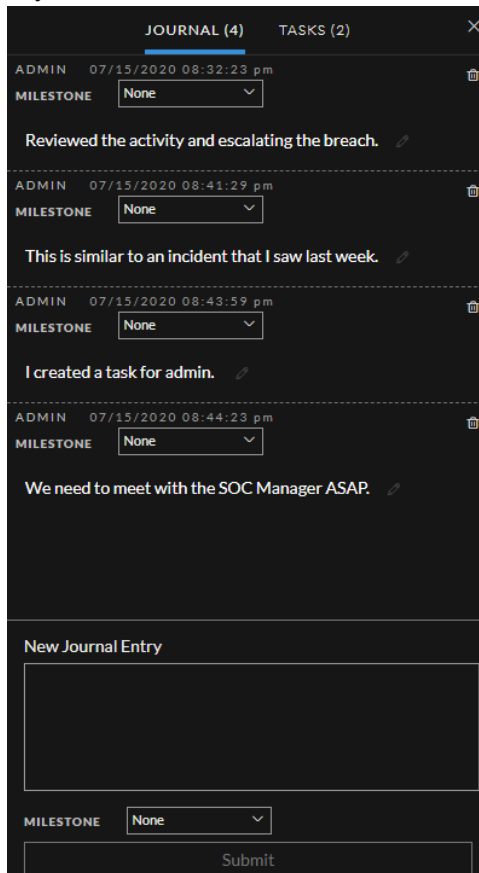 JOURNAL (4) TASKS (2)
ADMIN 07/15/2020 08:32:23 pm
MILESTONE None
Reviewed the activity and escalating the breach.
ADMIN 07/15/2020 08:41:29 pm
MILESTONE None
This is similar to an incident that I saw last week.
ADMIN 07/15/2020 08:43:59 pm
MILESTONE None
I created a task for admin.
ADMIN 07/15/2020 08:44:23 pm
MILESTONE None
We need to meet with the SOC Manager ASAP.
New Journal Entry
MILESTONE None
Submit